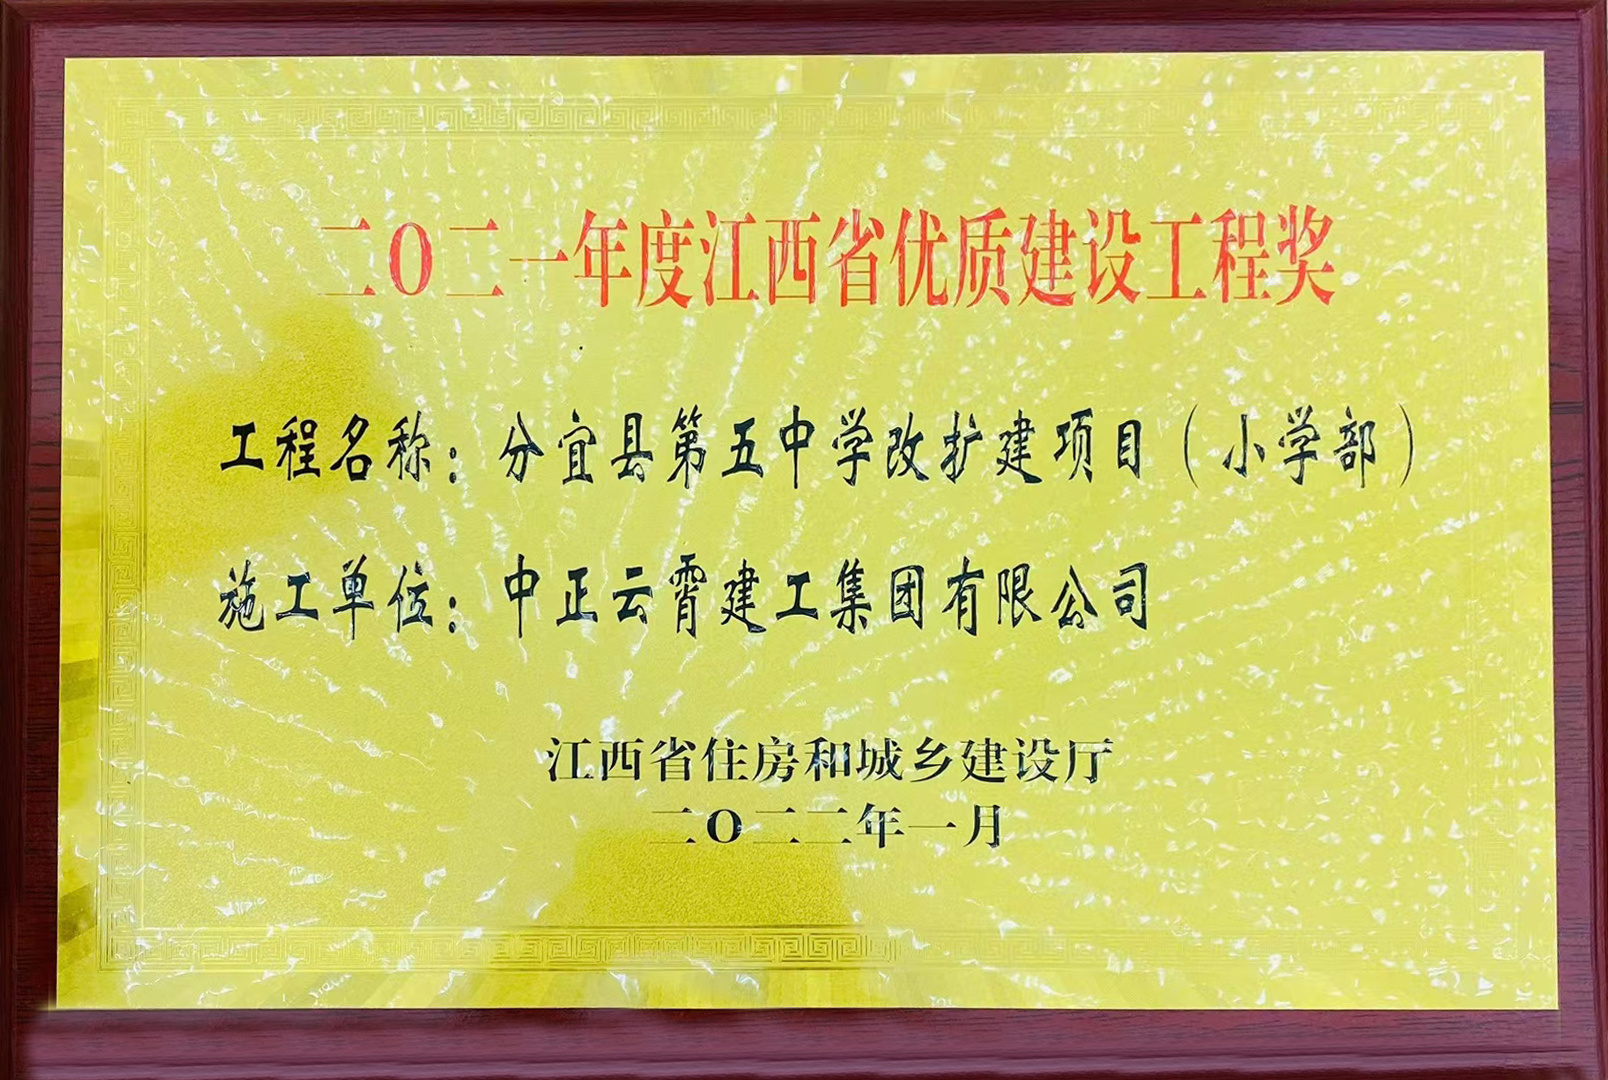 二〇二一年度江西省优质建设工程奖
工程名称：分宜县第五中学改扩建项目（小学部）
施工单位：中正云霄建工集团有限公司
江西省住房和城乡建设厅
二〇二二年一月